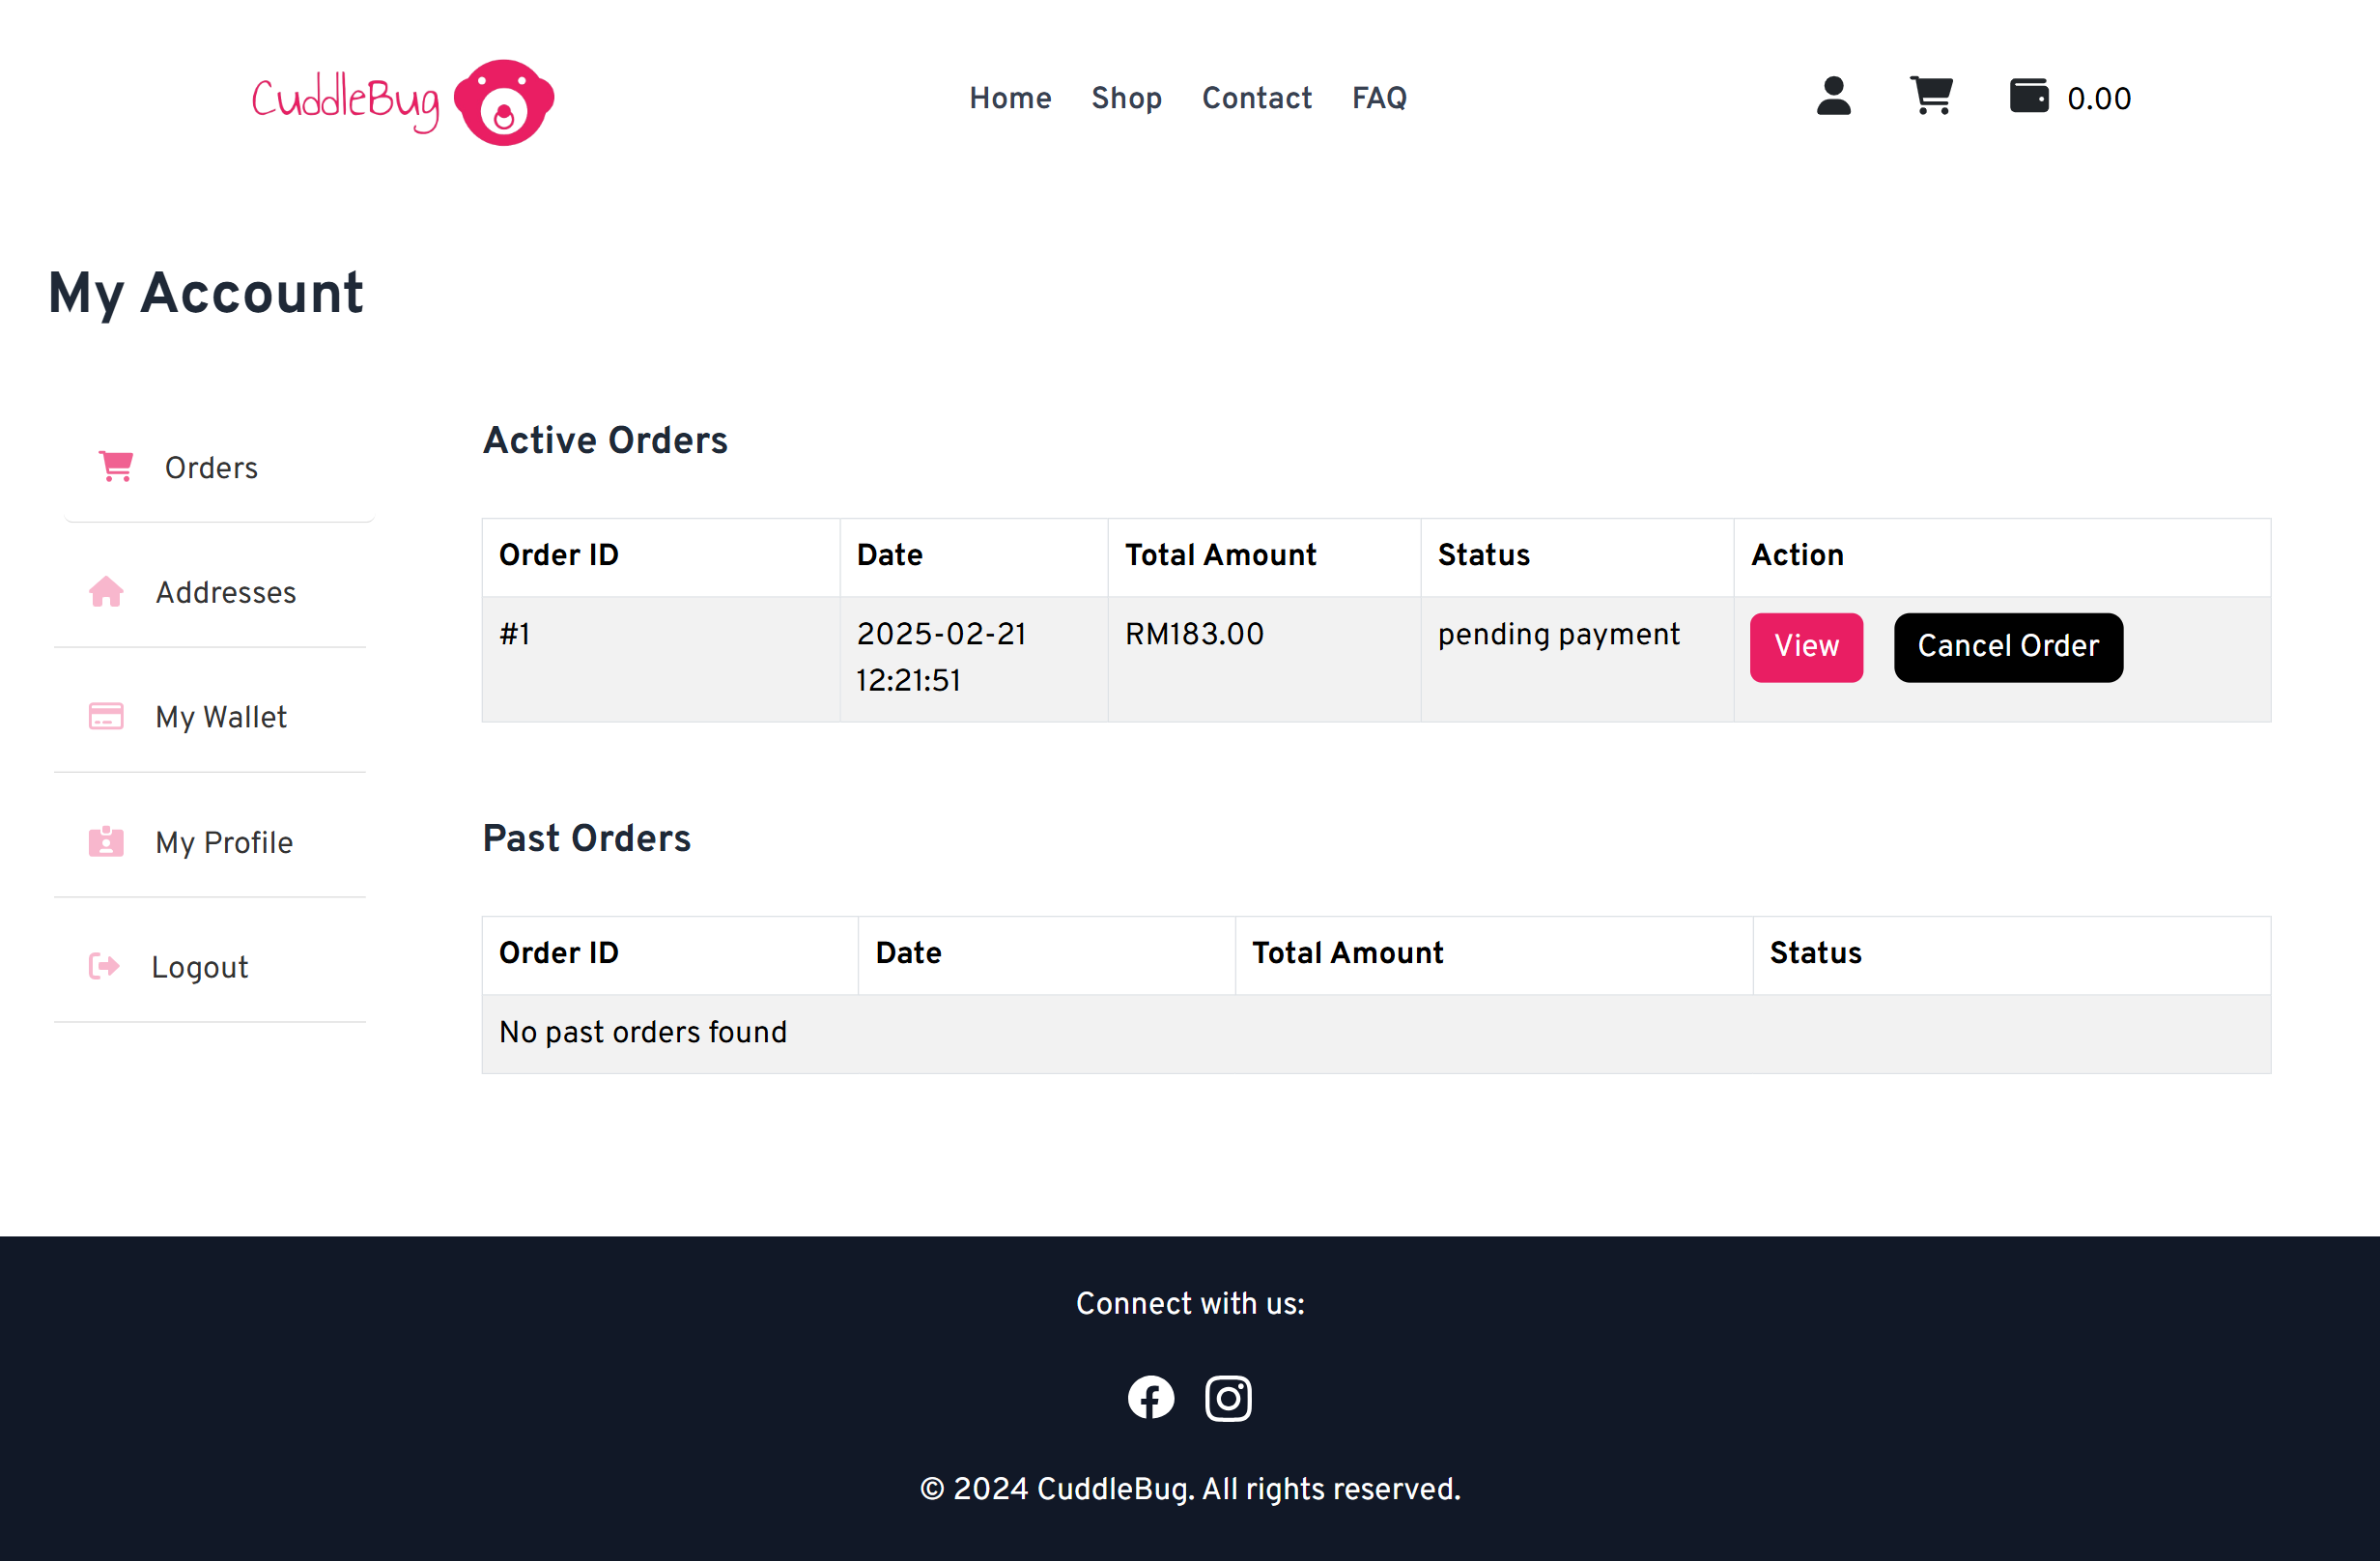 CuddleBug
Home Shop Contact FAQ
0.00
My Account
Orders
Addresses
My Wallet
My Profile
Logout
Active Orders
Order ID Date Total Amount Status Action
#1 2025-02-21 RM183.00 pending payment View Cancel Order
12:21:51
Past Orders
Order ID Date Total Amount Status
No past orders found
Connect with us:
© 2024 CuddleBug. All rights reserved.